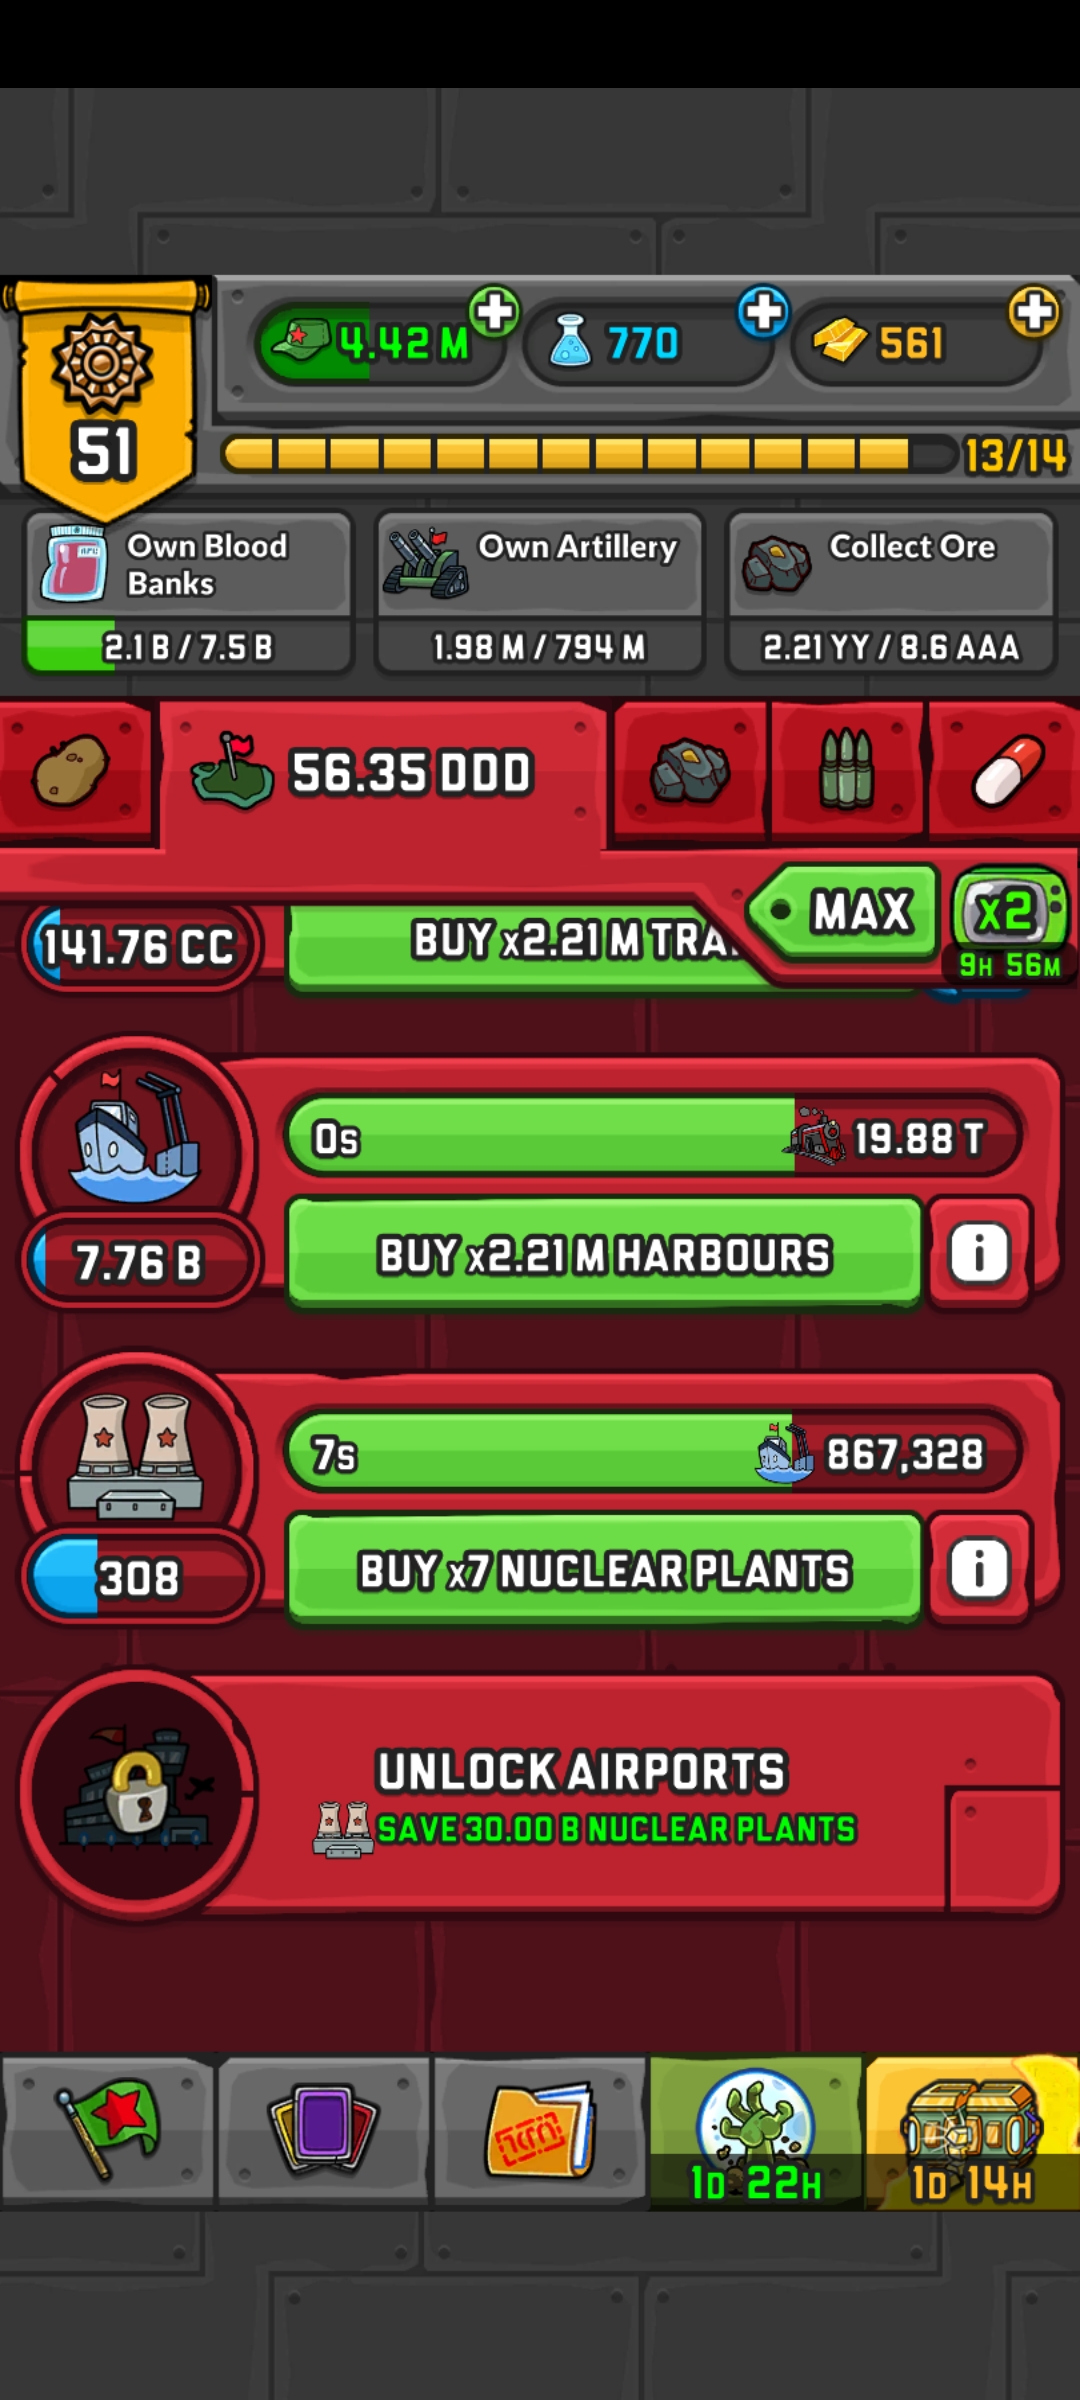 4.42 M
770
561
51
13/14
Own Blood
Banks
2.1 B / 7.5 B
Own Artillery
1.98 M / 794 M
Collect Ore
2.21 YY / 8.6 AAA
56.35 DDD
MAX
x2
9H 56M
141.76 CC
BUY x2.21 M TRA
0s
19.88 T
7.76 B
BUY x2.21 M HARBOURS
i
7s
867,328
308
BUY x7 NUCLEAR PLANTS
i
UNLOCK AIRPORTS
SAVE 30.00 B NUCLEAR PLANTS
1D 22H
1D 14H